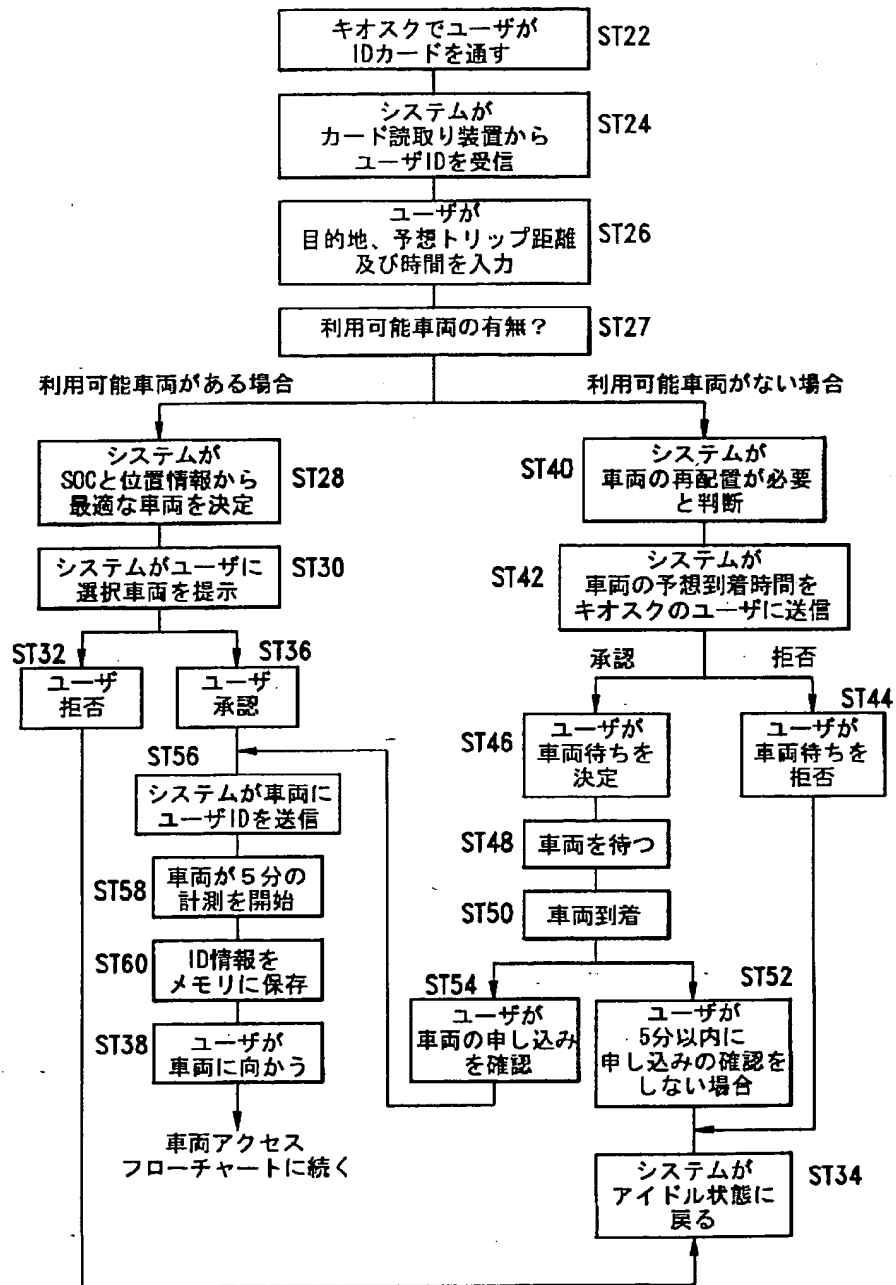 キオスクでユーザが
IDカードを通す
ST22
システムが
カード読取り装置から
ユーザIDを受信
ST24
ユーザが
目的地、予想トリップ距離
及び時間を入力
ST26
利用可能車両の有無?
ST27
利用可能車両がある場合
利用可能車両がない場合
システムが
SOCと位置情報から
最適な車両を決定
ST28
ST40
システムが
車両の再配置が必要
と判断
システムがユーザに
選択車両を提示
ST30
ST42
システムが
車両の予想到着時間を
キオスクのユーザに送信
ST32
ユーザ
拒否
ST36
ユーザ
承認
承認
拒否
ST46
ユーザが
車両待ちを
決定
ST44
ユーザが
車両待ちを
拒否
ST56
システムが車両に
ユーザIDを送信
ST48
車両を待つ
ST58
車両が5分の
計測を開始
ST50
車両到着
ST60
ID情報を
メモリに保存
ST54
ユーザが
車両の申し込み
を確認
ST52
ユーザが
5分以内に
申し込みの確認を
しない場合
ST38
ユーザが
車両に向かう
車両アクセス
フローチャートに続く
システムが
アイドル状態に
戻る
ST34